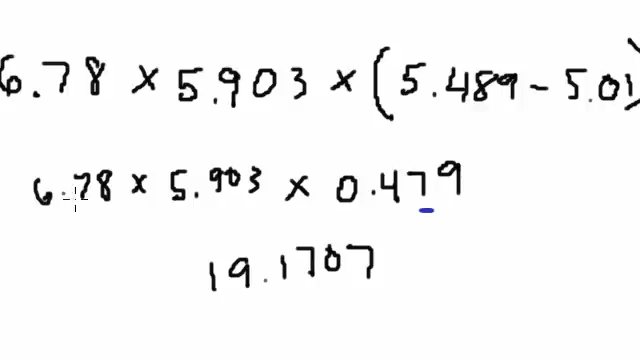 6.78 × 5.903 × (5.489 - 5.01)
6.78 × 5.903 × 0.479
19.1707